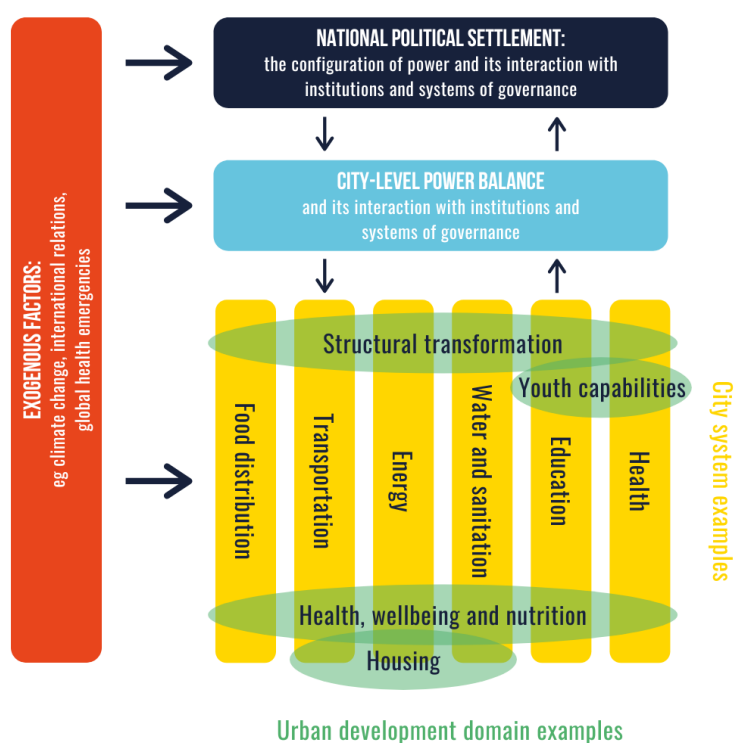 EXOGENOUS FACTORS:
eg climate change, international relations,
global health emergencies
NATIONAL POLITICAL SETTLEMENT:
the configuration of power and its interaction with
institutions and systems of governance
CITY-LEVEL POWER BALANCE
and its interaction with institutions and
systems of governance
Structural transformation
Youth capabilities
Food distribution
Transportation
Energy
Water and sanitation
Education
Health
City system examples
Health, wellbeing and nutrition
Housing
Urban development domain examples